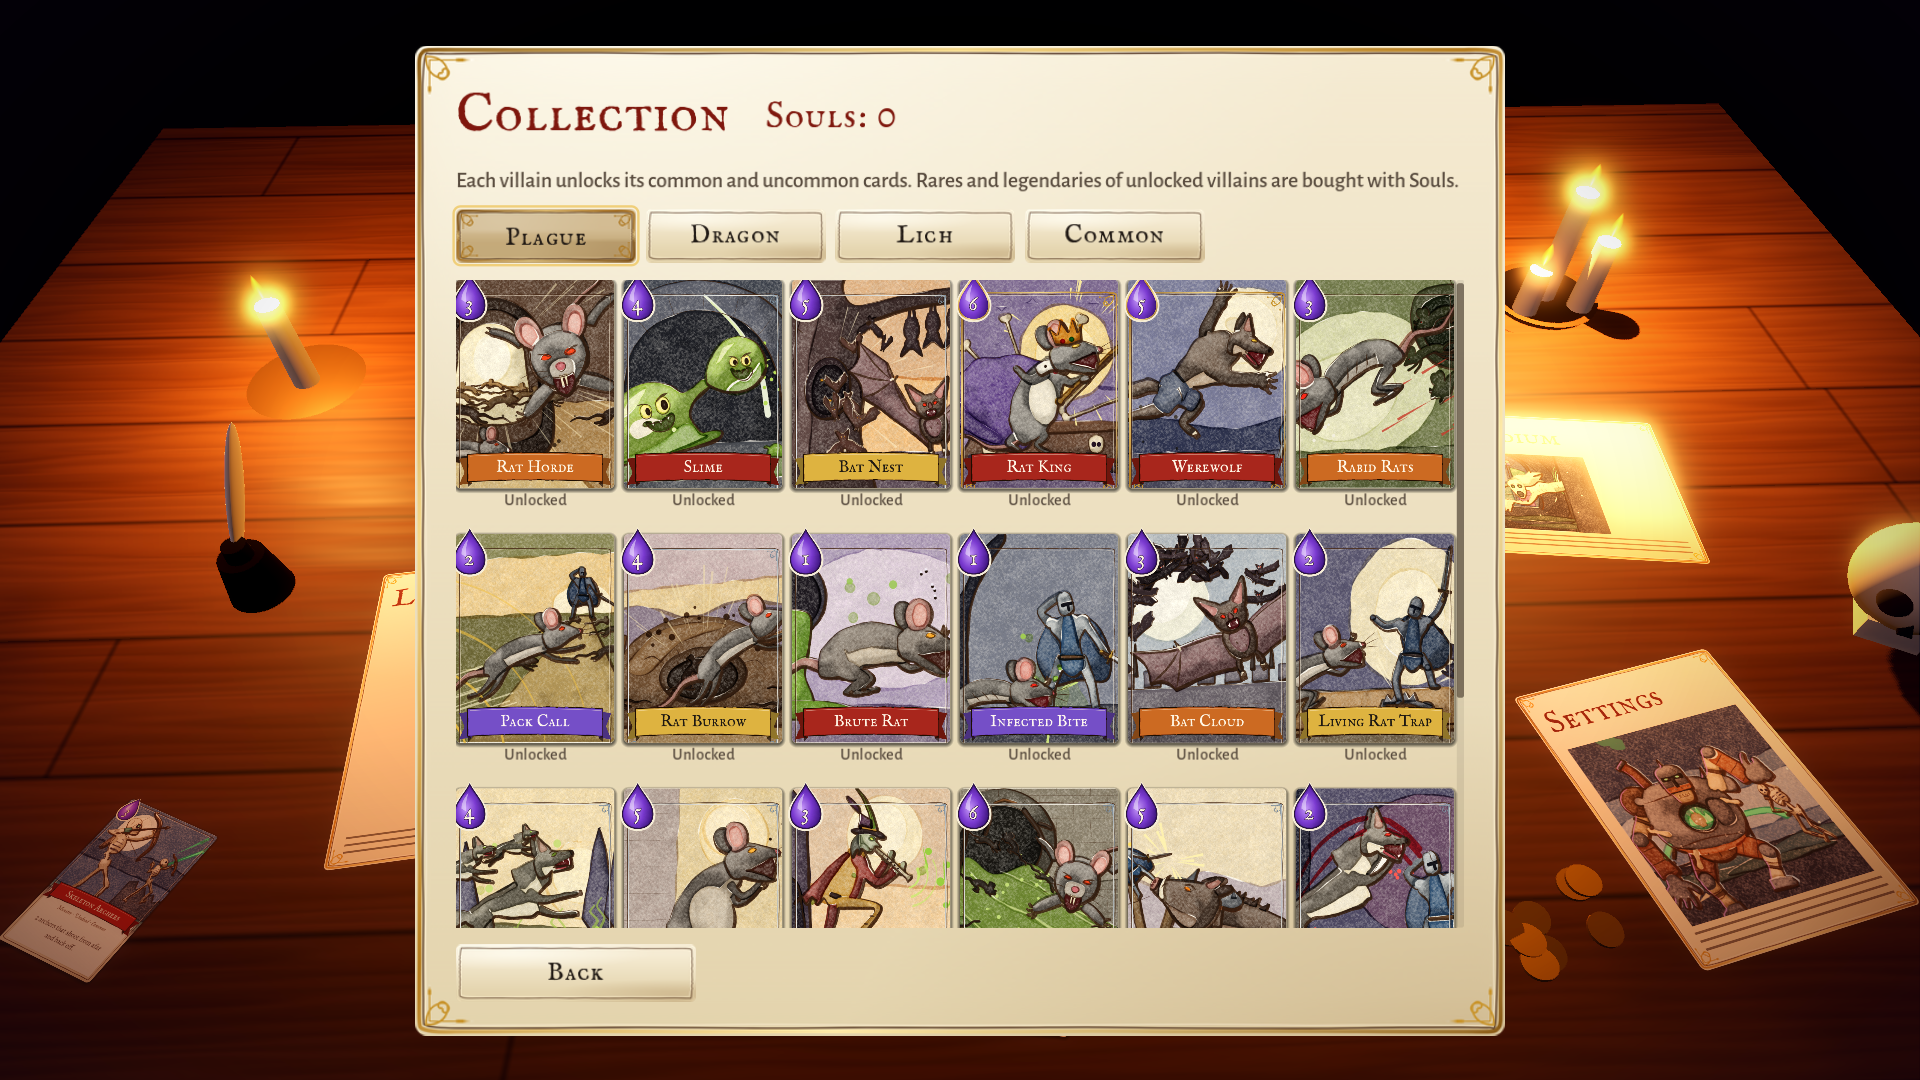 Collection
Souls: 0
Each villain unlocks its common and uncommon cards. Rares and legendaries of unlocked villains are bought with Souls.
Plague
Dragon
Lich
Common
3
4
5
6
5
3
Rat Horde
Slime
Bat Nest
Rat King
Werewolf
Rabid Rats
Unlocked
Unlocked
Unlocked
Unlocked
Unlocked
Unlocked
2
4
1
1
3
2
Pack Call
Rat Burrow
Brute Rat
Infected Bite
Bat Cloud
Living Rat Trap
Unlocked
Unlocked
Unlocked
Unlocked
Unlocked
Unlocked
4
5
3
6
5
2
Back
Settings
Skeleton Archers